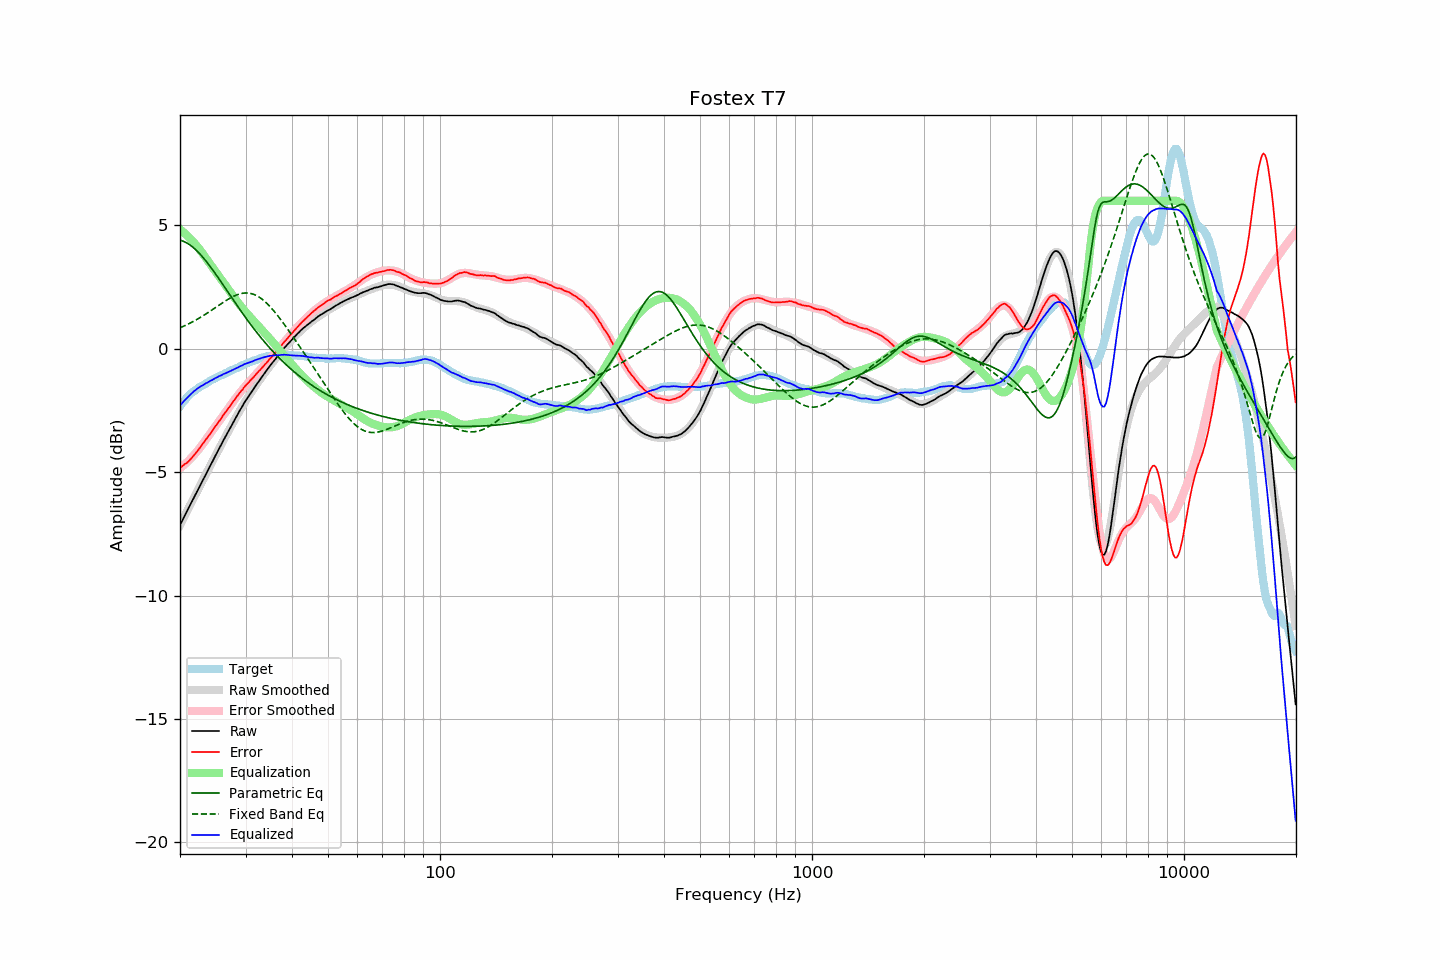 Fostex T7
Amplitude (dBr)
5
0
−5
−10
−15
−20
Target
Raw Smoothed
Error Smoothed
Raw
Error
Equalization
Parametric Eq
Fixed Band Eq
Equalized
100
1000
10000
Frequency (Hz)